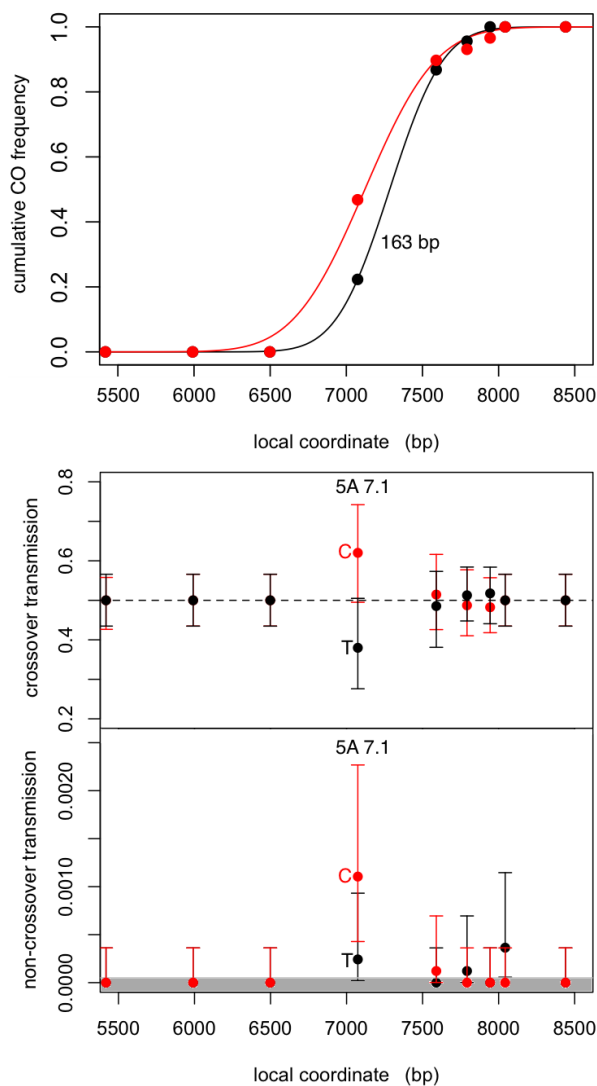 cumulative CO frequency
1.0
0.8
0.6
0.4
0.2
0.0
163 bp
5500 6000 6500 7000 7500 8000 8500
local coordinate (bp)
crossover transmission
0.8
0.6
0.4
0.2
5A 7.1
C
T
non-crossover transmission
0.0020
0.0010
0.0000
5A 7.1
C
T
5500 6000 6500 7000 7500 8000 8500
local coordinate (bp)